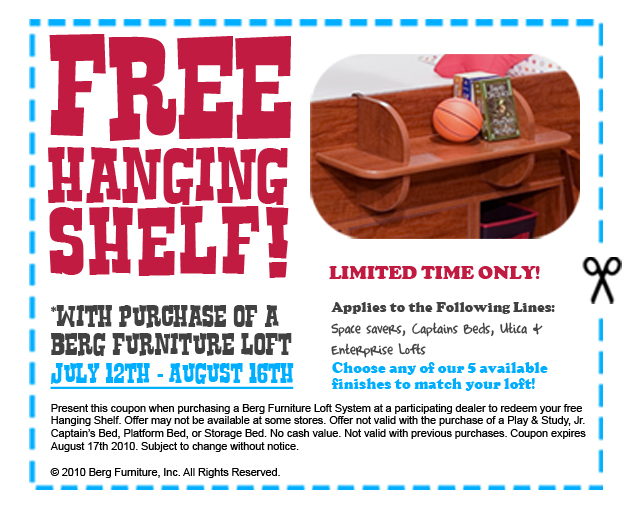 FREE
HANGING
SHELF!
*WITH PURCHASE OF A
BERG FURNITURE LOFT
JULY 12TH - AUGUST 16TH
LIMITED TIME ONLY!
Applies to the Following Lines:
Space savers, Captains Beds, Utica &
Enterprise Lofts
Choose any of our 5 available
finishes to match your loft!
Present this coupon when purchasing a Berg Furniture Loft System at a participating dealer to redeem your free
Hanging Shelf. Offer may not be available at some stores. Offer not valid with the purchase of a Play & Study, Jr.
Captain's Bed, Platform Bed, or Storage Bed. No cash value. Not valid with previous purchases. Coupon expires
August 17th 2010. Subject to change without notice.
© 2010 Berg Furniture, Inc. All Rights Reserved.